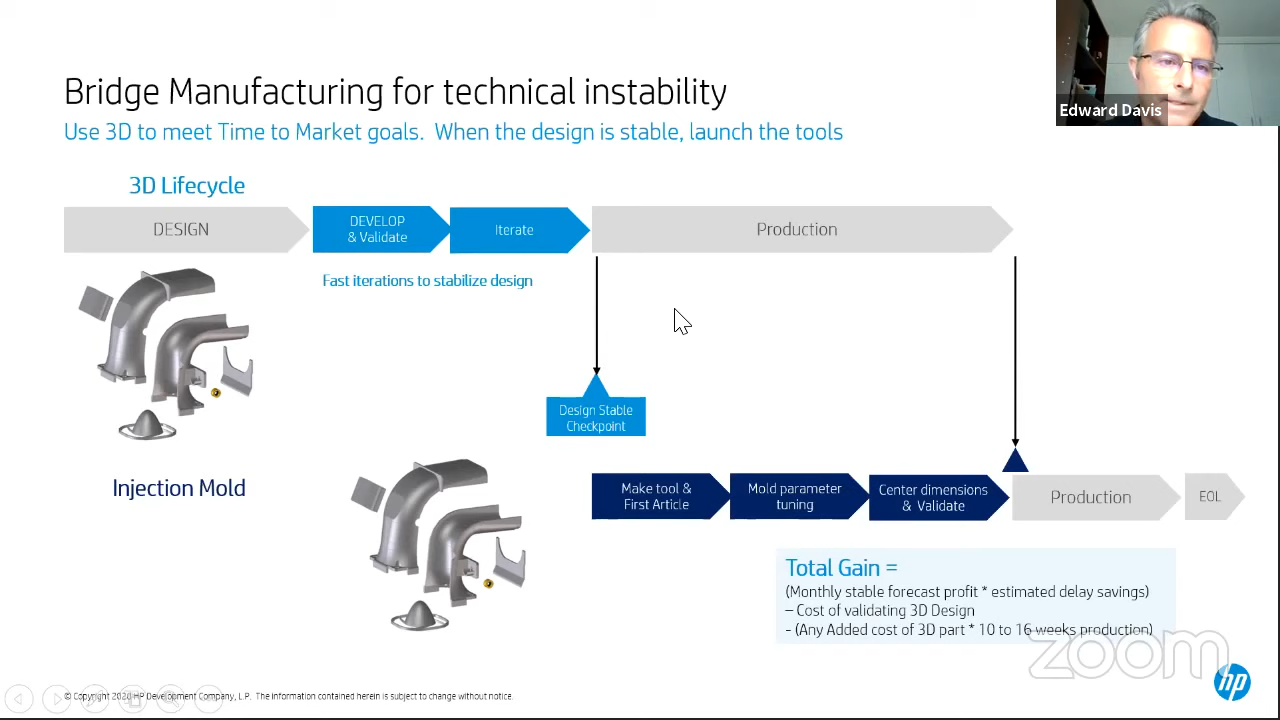 Bridge Manufacturing for technical instability
Use 3D to meet Time to Market goals. When the design is stable, launch the tools
Edward Davis
3D Lifecycle
DESIGN
DEVELOP
& Validate
Iterate
Production
Fast iterations to stabilize design
Design Stable
Checkpoint
Injection Mold
Make tool &
First Article
Mold parameter
tuning
Center dimensions
& Validate
Production
EOL
Total Gain =
(Monthly stable forecast profit * estimated delay savings)
– Cost of validating 3D Design
- (Any Added cost of 3D part * 10 to 16 weeks production)
zoom
hp
© Copyright 2020 HP Development Company, L.P. The information contained herein is subject to change without notice.